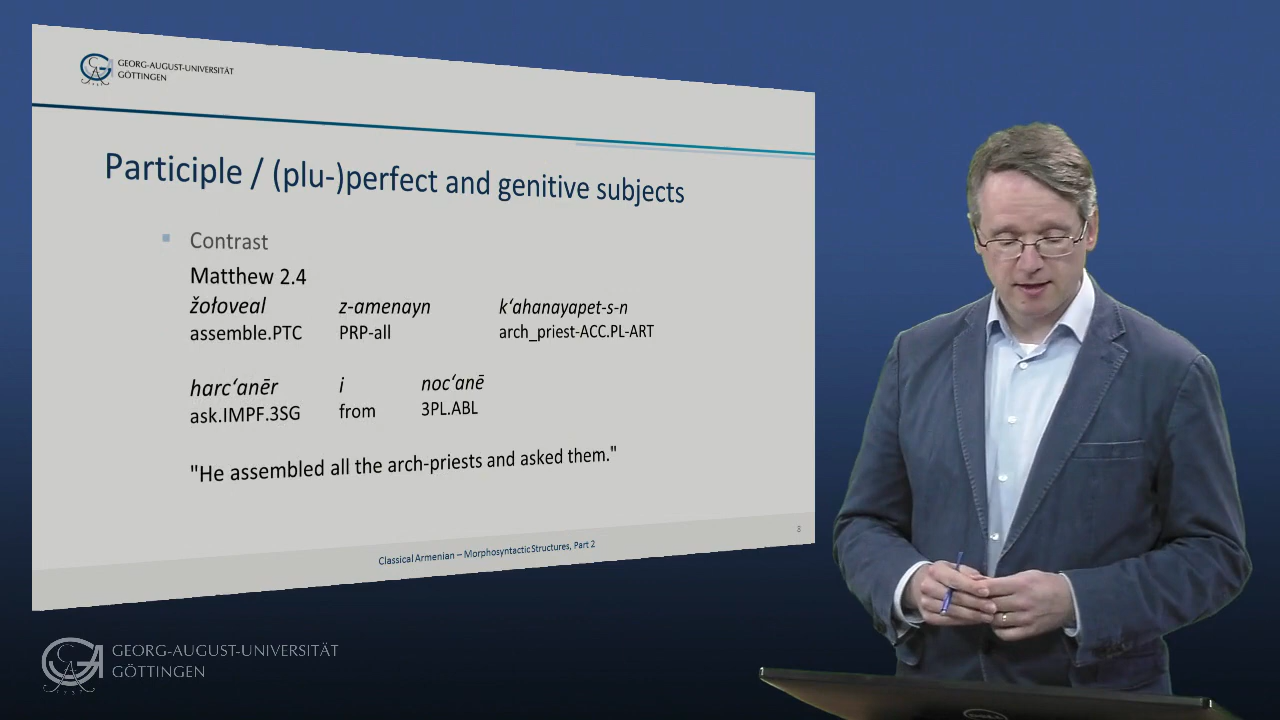 GEORG-AUGUST-UNIVERSITÄT
GÖTTINGEN
Participle / (plu-)perfect and genitive subjects
Contrast
Matthew 2.4
žołoveal z-amenayn k‘ahanayapet-s-n
assemble.PTC PRP-all arch_priest-ACC.PL-ART
harc‘anēr i noc‘anē
ask.IMPF.3SG from 3PL.ABL
"He assembled all the arch-priests and asked them."
8
Classical Armenian – Morphosyntactic Structures, Part 2
GEORG-AUGUST-UNIVERSITÄT
GÖTTINGEN